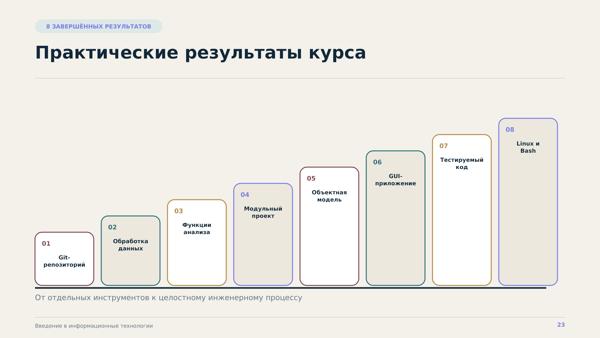 8 ЗАВЕРШЁННЫХ РЕЗУЛЬТАТОВ
Практические результаты курса
01
Git-
репозиторий
02
Обработка
данных
03
Функции
анализа
04
Модульный
проект
05
Объектная
модель
06
GUI-
приложение
07
Тестируемый
код
08
Linux и
Bash
От отдельных инструментов к целостному инженерному процессу
Введение в информационные технологии
23